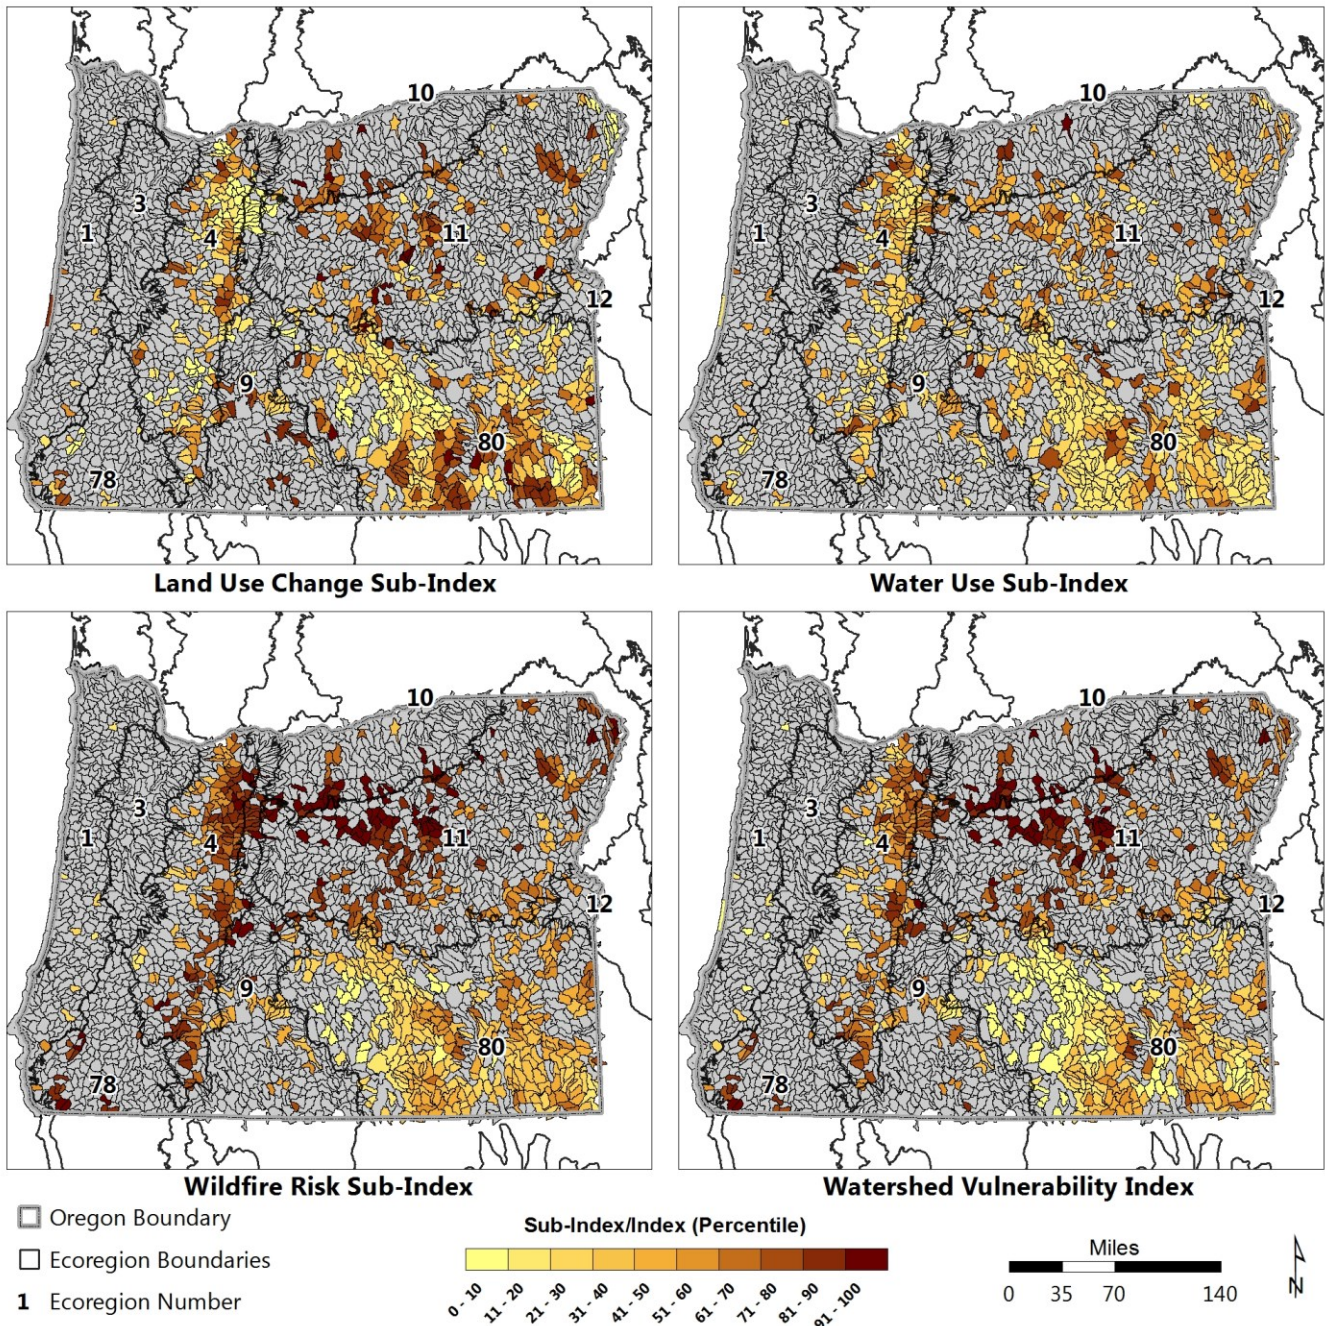 10
3
1
4
11
12
9
80
78
Land Use Change Sub-Index
10
3
1
4
11
12
9
80
78
Water Use Sub-Index
10
3
1
4
11
12
9
80
78
Wildfire Risk Sub-Index
10
3
1
4
11
12
9
80
78
Watershed Vulnerability Index
Oregon Boundary
Ecoregion Boundaries
1 Ecoregion Number
Sub-Index/Index (Percentile)
0 - 10
11 - 20
21 - 30
31 - 40
41 - 50
51 - 60
61 - 70
71 - 80
81 - 90
91 - 100
Miles
0 35 70 140
N